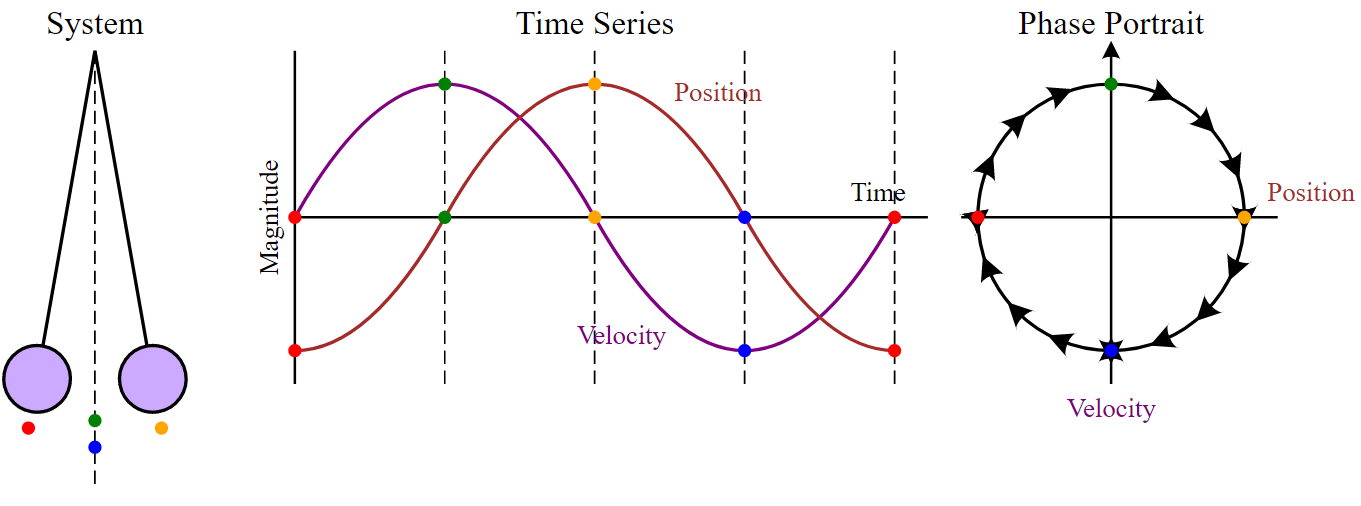 System
Time Series
Phase Portrait
Position
Magnitude
Time
Velocity
Position
Velocity